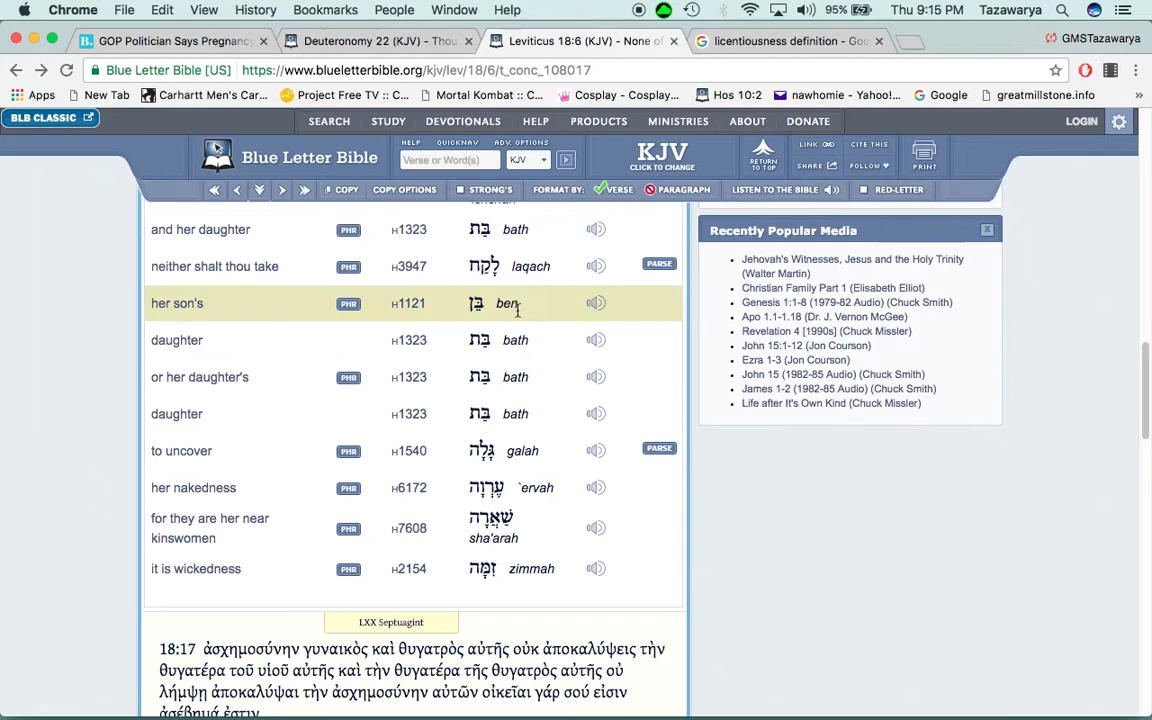 Chrome File Edit View History Bookmarks People Window Help 95% Thu 9:15 PM Tazawarya
GOP Politician Says Pregnancy × Deuteronomy 22 (KJV) - Thou × Leviticus 18:6 (KJV) - None of × licentiousness definition - Goo × GMSTazawarya
Blue Letter Bible [US] https://www.blueletterbible.org/kjv/lev/18/6/t_conc_108017
Apps New Tab Carhartt Men's Car... Project Free TV :: C... Mortal Kombat :: C... Cosplay - Cosplay... Hos 10:2 nawhomie - Yahoo!... Google greatmillstone.info »
BLB CLASSIC SEARCH STUDY DEVOTIONALS HELP PRODUCTS MINISTRIES ABOUT DONATE LOGIN
HELP QUICKNAV ADV. OPTIONS
Blue Letter Bible Verse or Word(s) KJV
KJV
CLICK TO CHANGE
RETURN
TO TOP
LINK CITE THIS
SHARE FOLLOW PRINT
COPY COPY OPTIONS STRONG'S FORMAT BY: VERSE PARAGRAPH LISTEN TO THE BIBLE RED-LETTER
and her daughter PHR H1323 בַּת bath
neither shalt thou take PHR H3947 לָקַח laqach PARSE
her son's PHR H1121 בֵּן ben
daughter H1323 בַּת bath
or her daughter's PHR H1323 בַּת bath
daughter H1323 בַּת bath
to uncover PHR H1540 גָּלָה galah PARSE
her nakedness PHR H6172 עֶרְוָה `ervah
for they are her near kinswomen PHR H7608 שַׁאֲרָה sha'arah
it is wickedness PHR H2154 זִמָּה zimmah
LXX Septuagint
18:17 ἀσχημοσύνην γυναικὸς καὶ θυγατρὸς αὐτῆς οὐκ ἀποκαλύψεις τὴν
θυγατέρα τοῦ υἱοῦ αὐτῆς καὶ τὴν θυγατέρα τῆς θυγατρὸς αὐτῆς οὐ
λήμψῃ ἀποκαλύψαι τὴν ἀσχημοσύνην αὐτῶν οἰκεῖαι γάρ σού εἰσιν
ἀσέβημά ἐστιν
Recently Popular Media
Jehovah's Witnesses, Jesus and the Holy Trinity
(Walter Martin)
Christian Family Part 1 (Elisabeth Elliot)
Genesis 1:1-8 (1979-82 Audio) (Chuck Smith)
Apo 1.1-1.18 (Dr. J. Vernon McGee)
Revelation 4 [1990s] (Chuck Missler)
John 15:1-12 (Jon Courson)
Ezra 1-3 (Jon Courson)
John 15 (1982-85 Audio) (Chuck Smith)
James 1-2 (1982-85 Audio) (Chuck Smith)
Life after It's Own Kind (Chuck Missler)